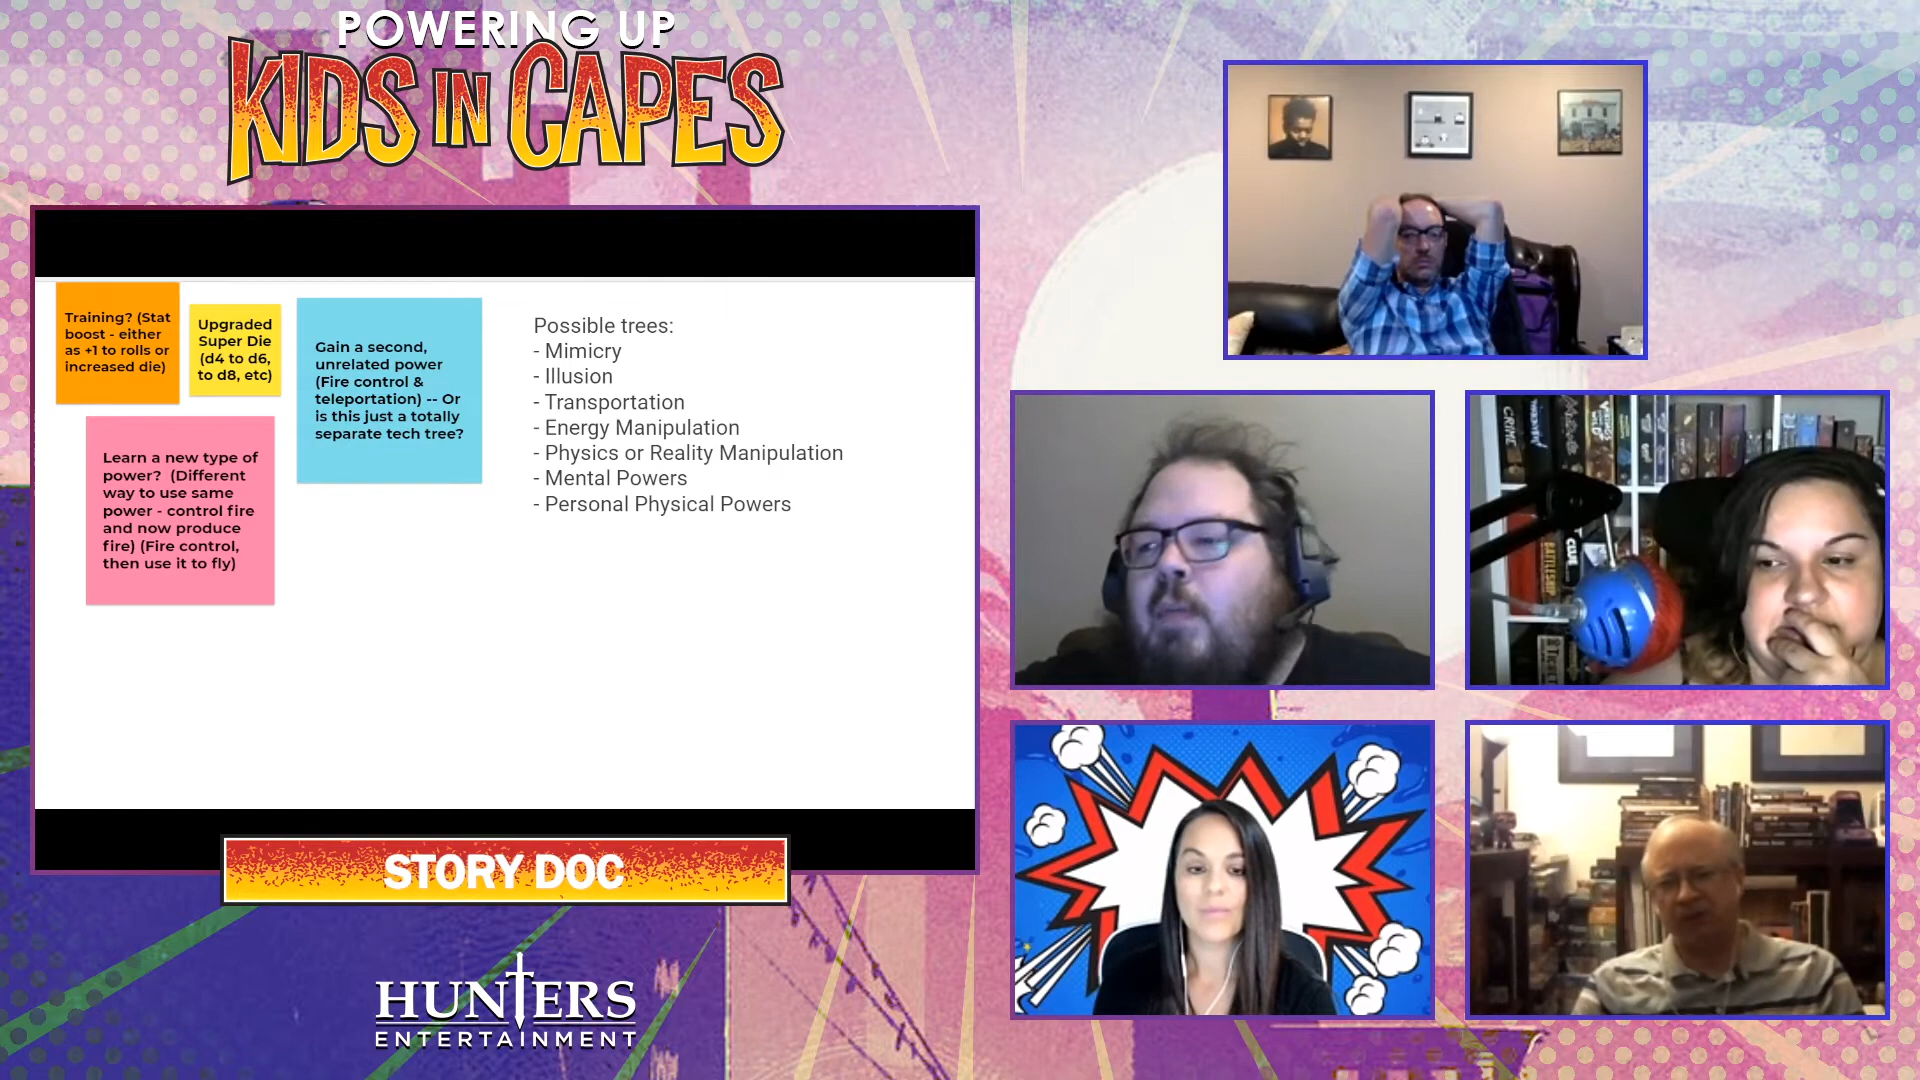 POWERING UP
KIDS IN CAPES
Training? (Stat
boost - either
as +1 to rolls or
increased die)
Upgraded
Super Die
(d4 to d6,
to d8, etc)
Gain a second,
unrelated power
(Fire control &
teleportation) -- Or
is this just a totally
separate tech tree?
Learn a new type of
power? (Different
way to use same
power - control fire
and now produce
fire) (Fire control,
then use it to fly)
Possible trees:
- Mimicry
- Illusion
- Transportation
- Energy Manipulation
- Physics or Reality Manipulation
- Mental Powers
- Personal Physical Powers
STORY DOC
HUNTERS
ENTERTAINMENT
CRIME
BATTLESHIP
CLUE